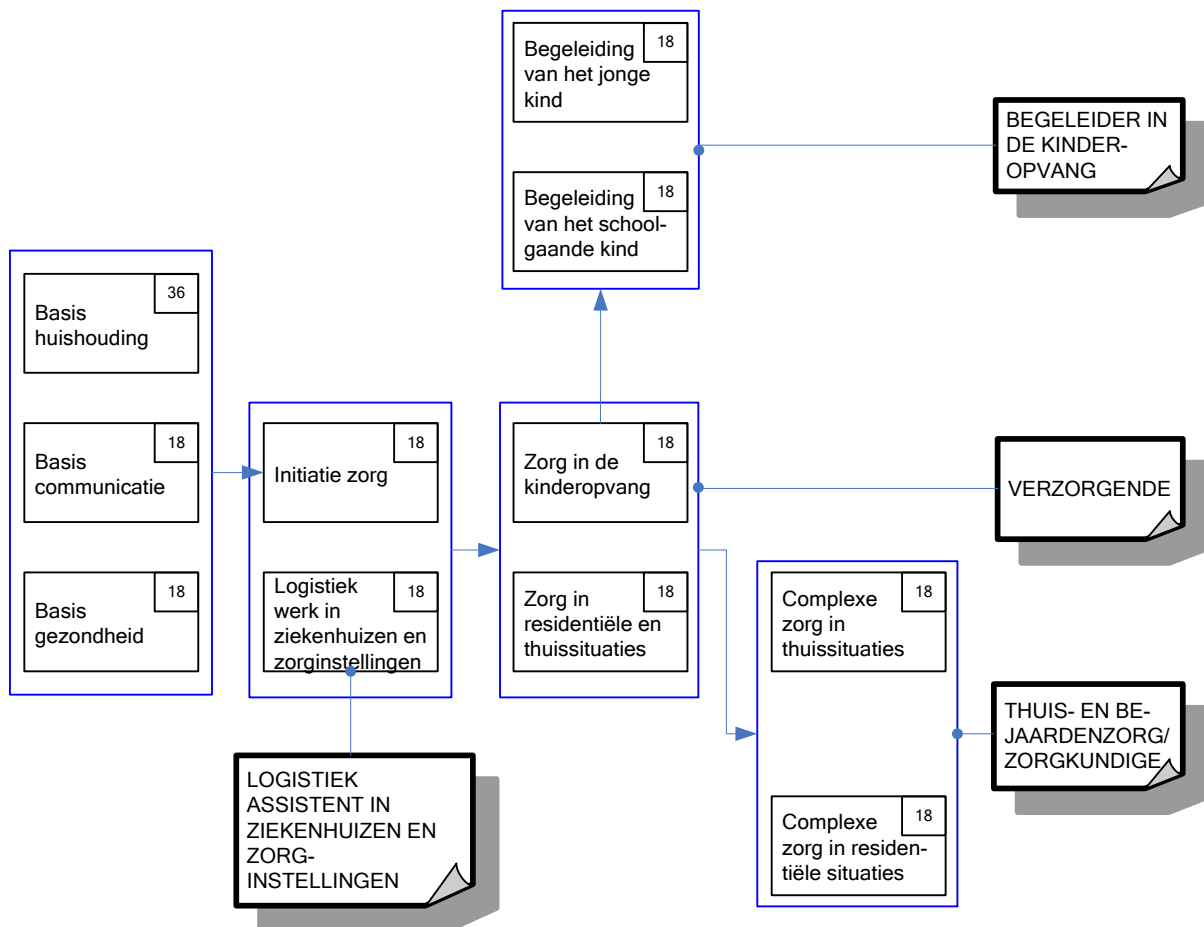 Begeleiding
van het jonge
kind
18
BEGELEIDER IN
DE KINDER-
OPVANG
Begeleiding
van het school-
gaande kind
18
Basis
huishouding
36
Basis
communicatie
18
Basis
gezondheid
18
Initiatie zorg
18
Logistiek
werk in
ziekenhuizen en
zorginstellingen
18
Zorg in de
kinderopvang
18
Zorg in
residentiële en
thuissituaties
18
VERZORGENDE
Complexe
zorg in
thuissituaties
18
Complexe
zorg in residen-
tiële situaties
18
THUIS- EN BE-
JAARDENZORG/
ZORGKUNDIGE
LOGISTIEK
ASSISTENT IN
ZIEKENHUIZEN EN
ZORG-
INSTELLINGEN